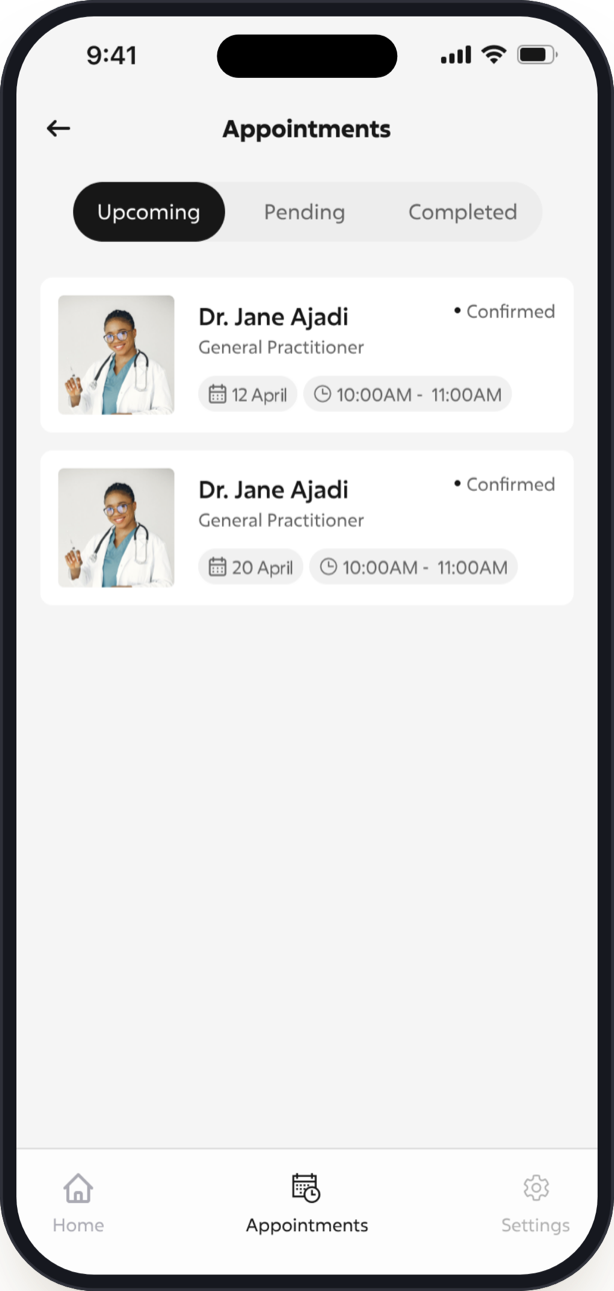 9:41
Appointments
Upcoming Pending Completed
Dr. Jane Ajadi • Confirmed
General Practitioner
12 April 10:00AM - 11:00AM
Dr. Jane Ajadi • Confirmed
General Practitioner
20 April 10:00AM - 11:00AM
Home Appointments Settings